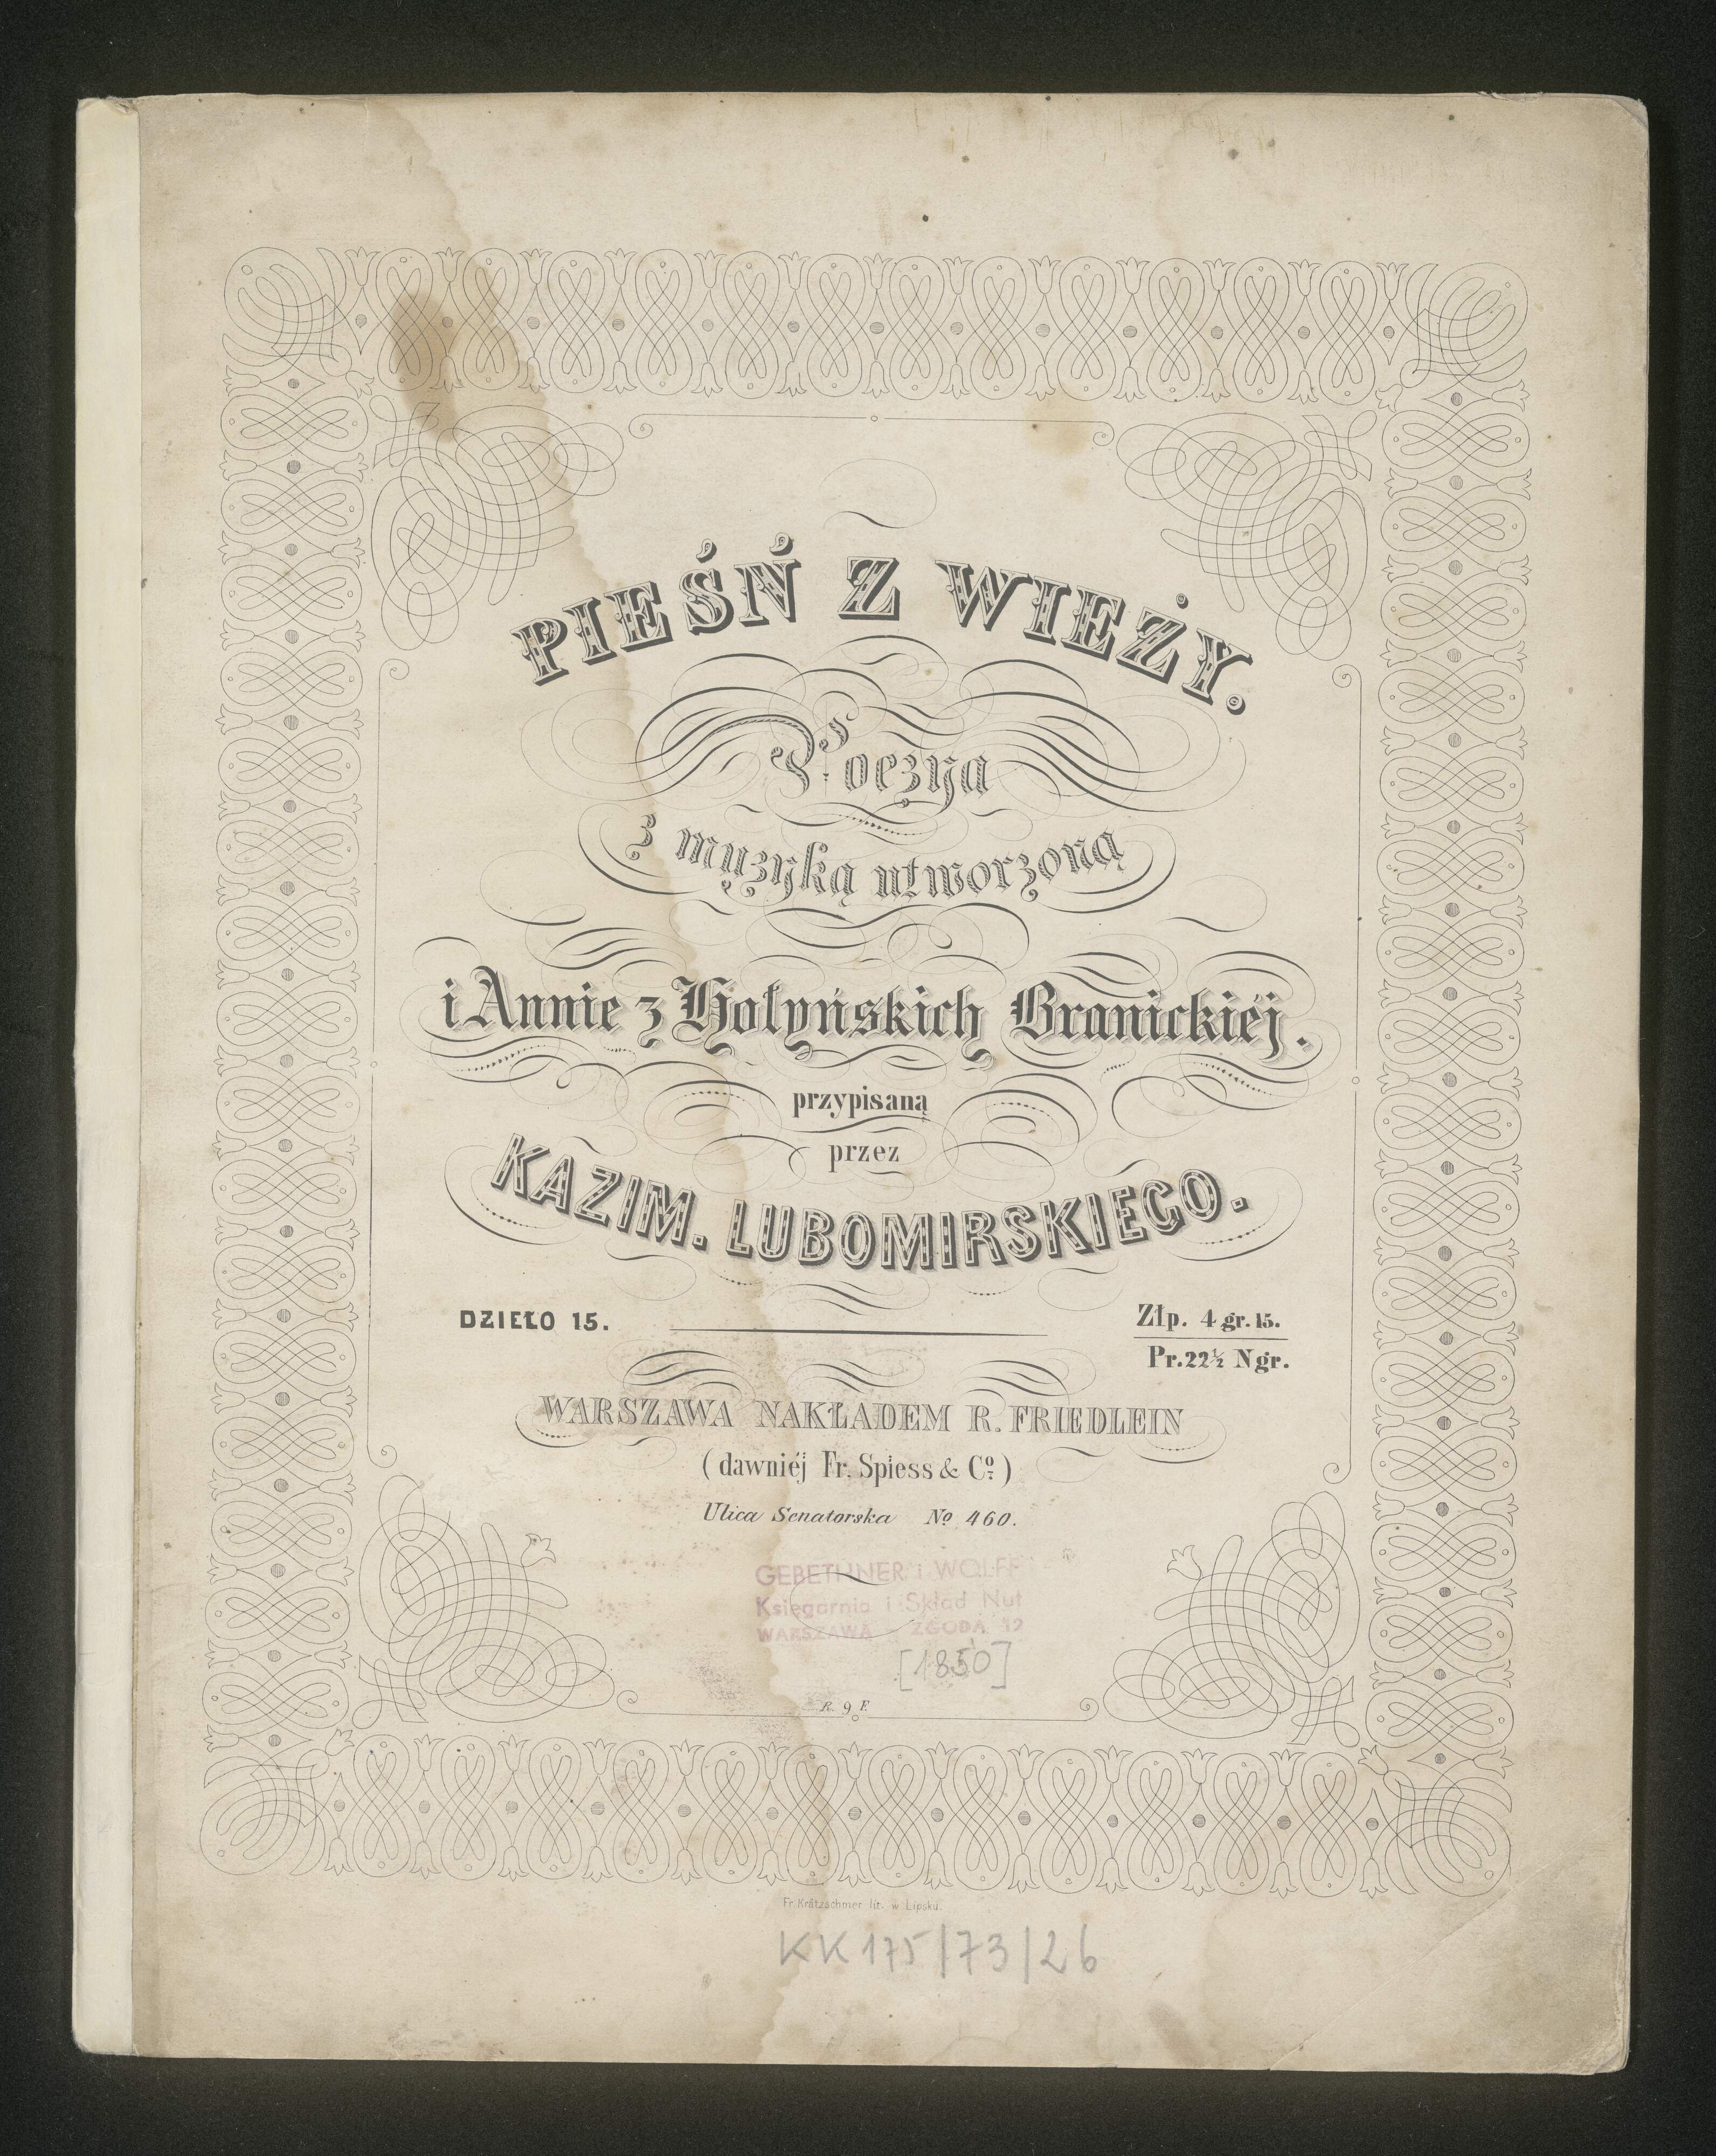 PIEŚŃ Z WIEŻY.
Poezya
z muzyką utworzoną
i Annie z Hołyńskich Branickiéj.
przypisaną
przez
KAZIM. LUBOMIRSKIEGO.
DZIEŁO 15.
Złp. 4 gr. 15.
Pr. 22½ Ngr.
WARSZAWA NAKŁADEM R. FRIEDLEIN
(dawniéj Fr. Spiess & Cº)
Ulica Senatorska Nº 460.
GEBETHNER i WOLFF
Księgarnia i Skład Nut
WARSZAWA - ZGODA 12
[1850]
R. 9 F.
Fr. Krätzschmer lit. w Lipsku.
KK 175/73/26